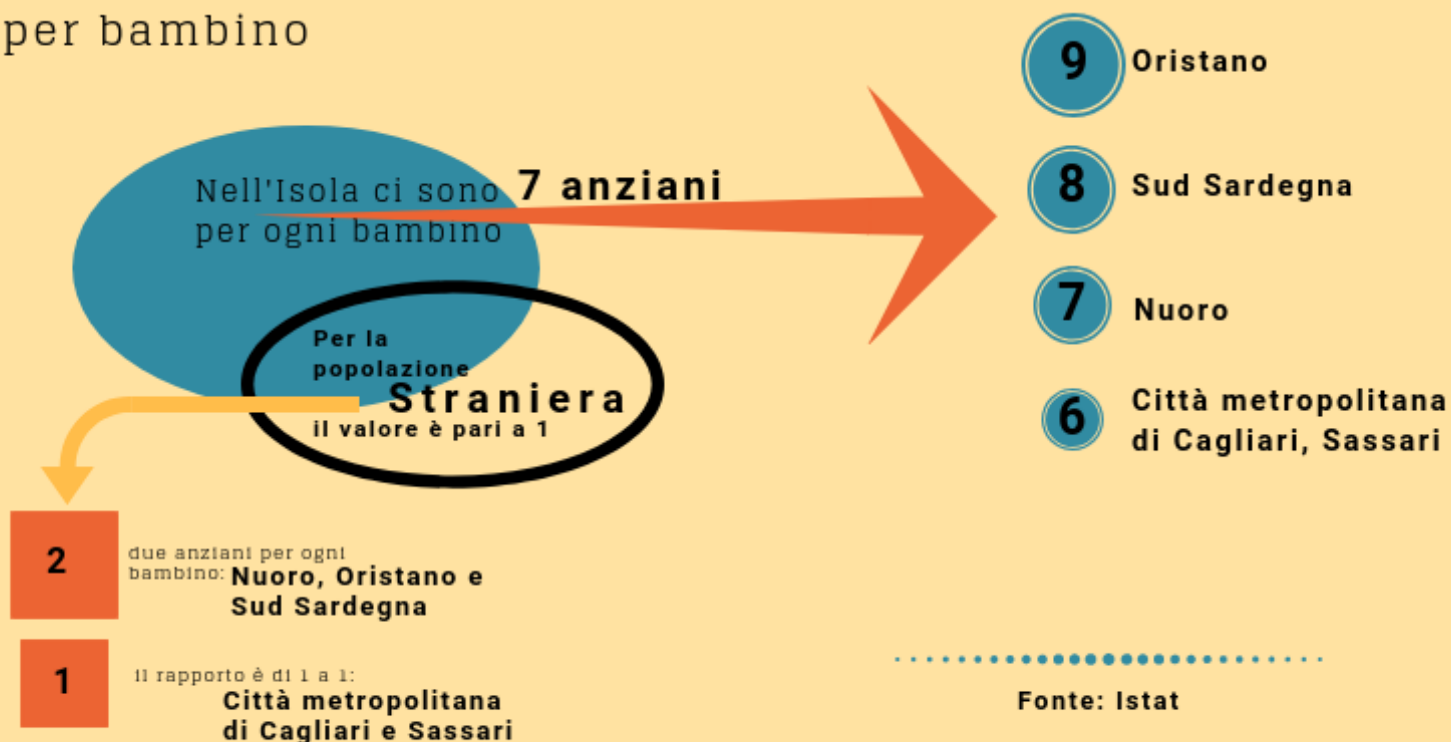 per bambino
Nell'Isola ci sono 7 anziani
per ogni bambino
Per la
popolazione
Straniera
il valore è pari a 1
2
due anziani per ogni
bambino: Nuoro, Oristano e
Sud Sardegna
1
il rapporto è di 1 a 1:
Città metropolitana
di Cagliari e Sassari
9 Oristano
8 Sud Sardegna
7 Nuoro
6 Città metropolitana
di Cagliari, Sassari
Fonte: Istat